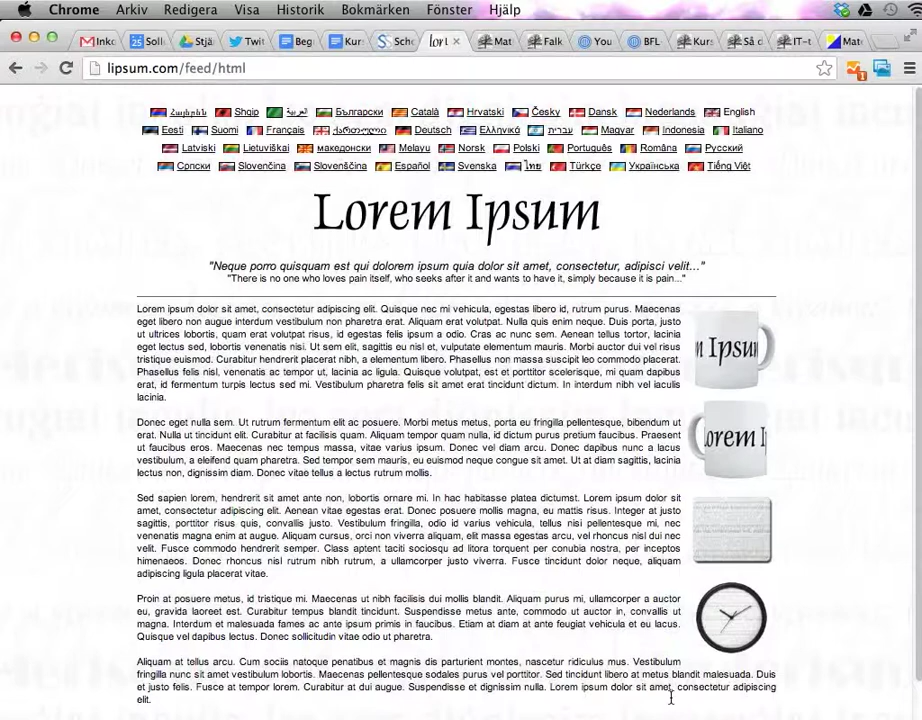 Chrome Arkiv Redigera Visa Historik Bokmärken Fönster Hjälp
Inko Solle Stjä Twit Beg Kurs Scho Mat Falk You BFL Kurs Så d IT-t Mate
lipsum.com/feed/html
Հայերեն Shqip العربية Български Català Hrvatski Česky Dansk Nederlands English
Eesti Suomi Français ქართული Deutsch Ελληνικά עברית Magyar Indonesia Italiano
Latviski Lietuviškai македонски Melayu Norsk Polski Português Româna Русский
Српски Slovenčina Slovenščina Español Svenska ไทย Türkçe Українська Tiếng Việt
Lorem Ipsum
"Neque porro quisquam est qui dolorem ipsum quia dolor sit amet, consectetur, adipisci velit..."
"There is no one who loves pain itself, who seeks after it and wants to have it, simply because it is pain..."
Lorem ipsum dolor sit amet, consectetur adipiscing elit. Quisque nec mi vehicula, egestas libero id, rutrum purus. Maecenas
eget libero non augue interdum vestibulum non pharetra erat. Aliquam erat volutpat. Nulla quis enim neque. Duis porta, justo
ut ultrices lobortis, quam erat volutpat risus, id egestas felis ipsum a odio. Cras ac nunc sem. Aenean tellus tortor, lacinia
eget lectus sed, lobortis venenatis nisi. Ut sem elit, sagittis eu nisl et, vulputate elementum mauris. Morbi auctor dui vel risus
tristique euismod. Curabitur hendrerit placerat nibh, a elementum libero. Phasellus non massa suscipit leo commodo placerat.
Phasellus felis nisl, venenatis ac tempor ut, lacinia ac ligula. Quisque volutpat, est et porttitor scelerisque, mi quam dapibus
erat, id fermentum turpis lectus sed mi. Vestibulum pharetra felis sit amet erat tincidunt dictum. In interdum nibh vel iaculis
lacinia.
Donec eget nulla sem. Ut rutrum fermentum elit ac posuere. Morbi metus metus, porta eu fringilla pellentesque, bibendum ut
erat. Nulla ut tincidunt elit. Curabitur at facilisis quam. Aliquam tempor quam nulla, id dictum purus pretium faucibus. Praesent
ut faucibus eros. Maecenas nec tempus massa, vitae varius ipsum. Donec vel diam arcu. Donec dapibus nunc a lacus
vestibulum, a eleifend quam pharetra. Sed tempor sem mauris, eu euismod neque congue sit amet. Ut at diam sagittis, lacinia
lectus non, dignissim diam. Donec vitae tellus a lectus rutrum mollis.
Sed sapien lorem, hendrerit sit amet ante non, lobortis ornare mi. In hac habitasse platea dictumst. Lorem ipsum dolor sit
amet, consectetur adipiscing elit. Aenean vitae egestas erat. Donec posuere mollis magna, eu mattis risus. Integer at justo
sagittis, porttitor risus quis, convallis justo. Vestibulum fringilla, odio id varius vehicula, tellus nisi pellentesque mi, nec
venenatis magna enim at augue. Aliquam cursus, orci non viverra aliquam, elit massa egestas arcu, vel rhoncus nisl dui nec
velit. Fusce commodo hendrerit semper. Class aptent taciti sociosqu ad litora torquent per conubia nostra, per inceptos
himenaeos. Donec rhoncus nibh rutrum nibh rutrum, a ullamcorper justo viverra. Fusce tincidunt dolor neque, aliquam
adipiscing ligula placerat vitae.
Proin at posuere metus, id tristique mi. Maecenas ut nibh facilisis dui mollis blandit. Aliquam purus mi, ullamcorper a auctor
eu, gravida laoreet est. Curabitur tempus blandit tincidunt. Suspendisse metus ante, commodo ut auctor in, convallis ut
magna. Interdum et malesuada fames ac ante ipsum primis in faucibus. Etiam at diam at ante feugiat vehicula et eu lacus.
Quisque vel dapibus lectus. Donec sollicitudin vitae odio ut pharetra.
Aliquam at tellus arcu. Cum sociis natoque penatibus et magnis dis parturient montes, nascetur ridiculus mus. Vestibulum
fringilla nunc sit amet vestibulum lobortis. Maecenas pellentesque sodales purus vel porttitor. Sed tincidunt libero at metus blandit malesuada. Duis
et justo felis. Fusce at tempor lorem. Curabitur at dui augue. Suspendisse et dignissim nulla. Lorem ipsum dolor sit amet, consectetur adipiscing
elit.
m Ipsum
Lorem I